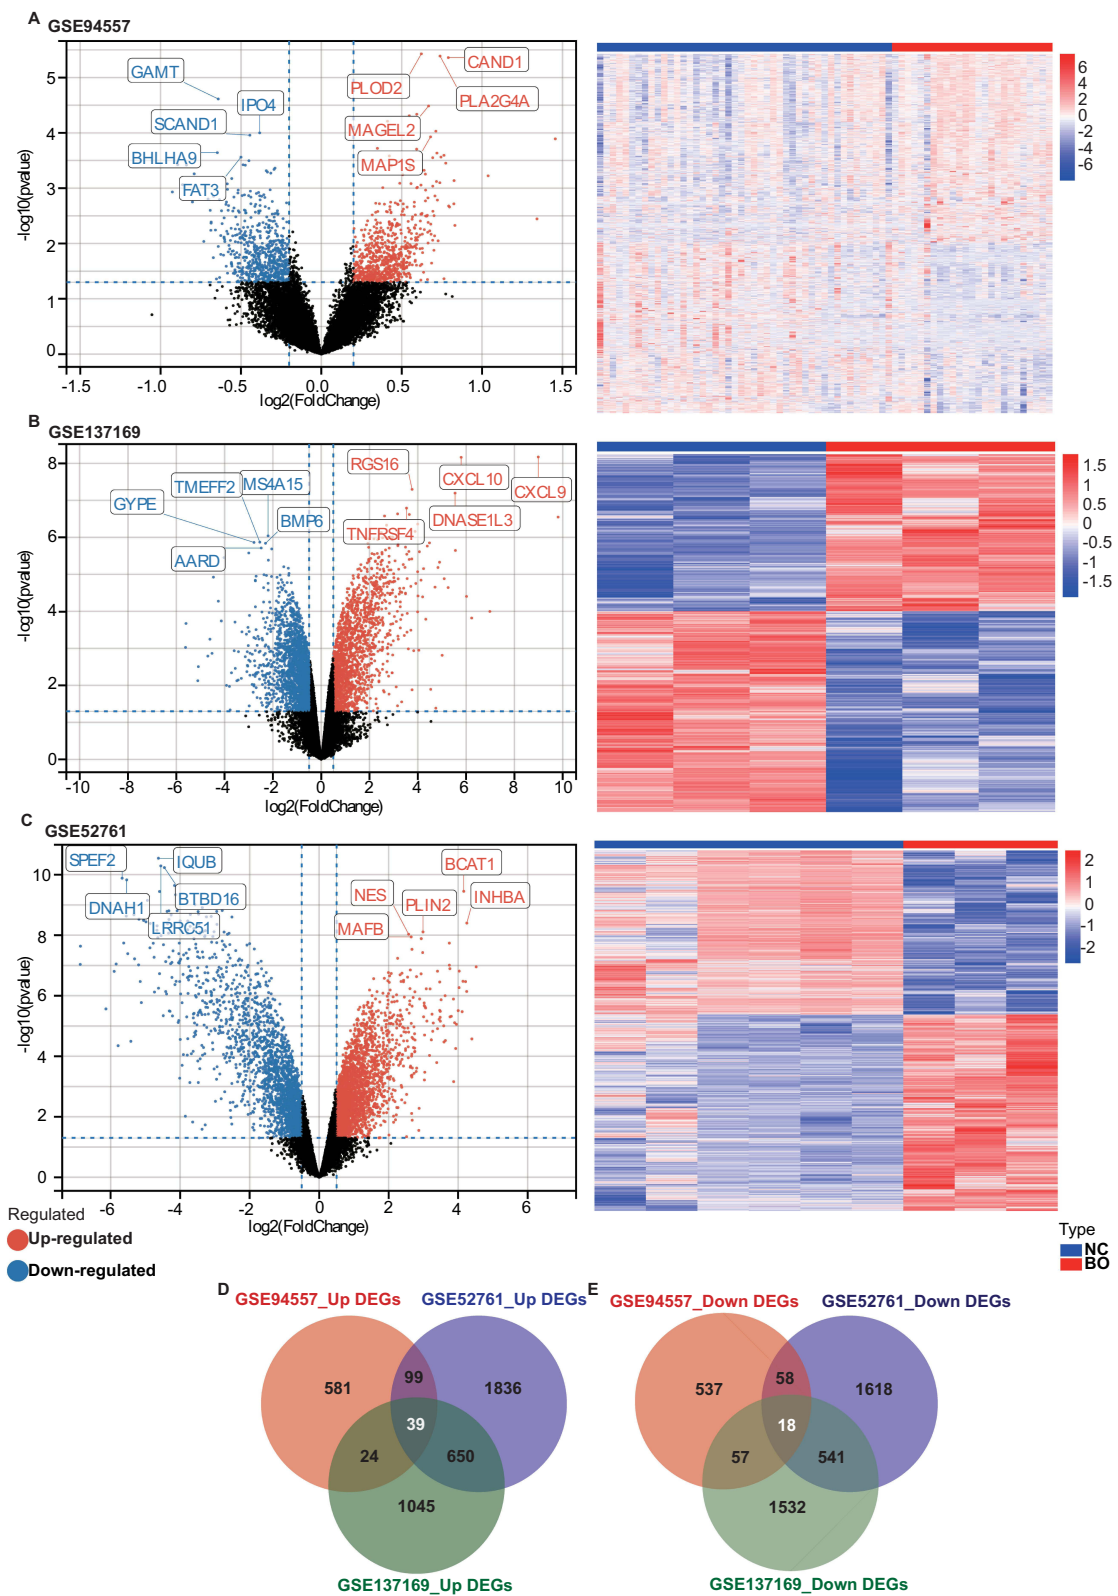 A
GSE94557
GAMT
IPO4
SCAND1
BHLHA9
FAT3
PLOD2
CAND1
PLA2G4A
MAGEL2
MAP1S
-log10(pvalue)
5
4
3
2
1
0
-1.5
-1.0
-0.5
0.0
0.5
1.0
1.5
log2(FoldChange)
6
4
2
0
-2
-4
-6
B
GSE137169
RGS16
CXCL10
CXCL9
DNASE1L3
TNFRSF4
TMEFF2
MS4A15
GYPE
BMP6
AARD
-log10(pvalue)
8
6
4
2
0
-10
-8
-6
-4
-2
0
2
4
6
8
10
log2(FoldChange)
1.5
1
0.5
0
-0.5
-1
-1.5
C
GSE52761
SPEF2
IQUB
DNAH1
BTBD16
LRRC51
BCAT1
NES
PLIN2
INHBA
MAFB
-log10(pvalue)
10
8
6
4
2
0
-6
-4
-2
0
2
4
6
log2(FoldChange)
2
1
0
-1
-2
Regulated
Up-regulated
Down-regulated
Type
NC
BO
D
GSE94557_Up DEGs
GSE52761_Up DEGs
581
99
1836
39
24
650
1045
GSE137169_Up DEGs
E
GSE94557_Down DEGs
GSE52761_Down DEGs
537
58
1618
18
57
541
1532
GSE137169_Down DEGs